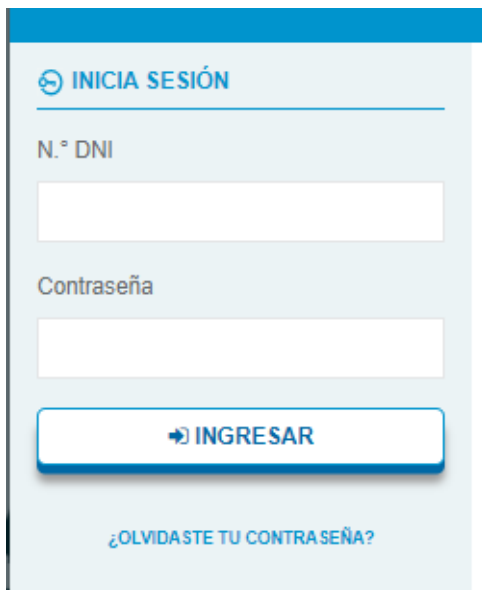 INICIA SESIÓN
N.° DNI
Contraseña
INGRESAR
¿OLVIDASTE TU CONTRASEÑA?